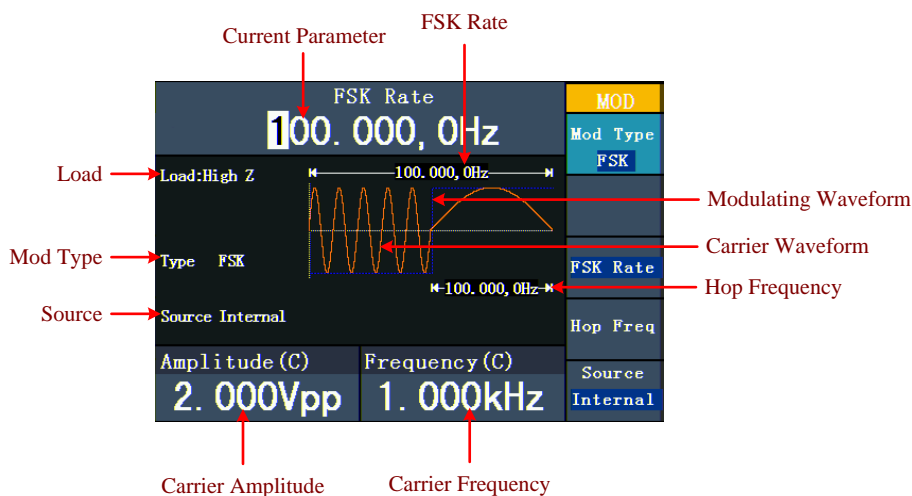 FSK Rate
Current Parameter
FSK Rate
100.000,0Hz
MOD
Mod Type
FSK
Load
Load:High Z
100.000,0Hz
Modulating Waveform
Carrier Waveform
Mod Type
Type FSK
FSK Rate
100.000,0Hz
Hop Frequency
Source
Source Internal
Hop Freq
Amplitude(C)
Frequency(C)
Source
2.000Vpp
1.000kHz
Internal
Carrier Amplitude
Carrier Frequency